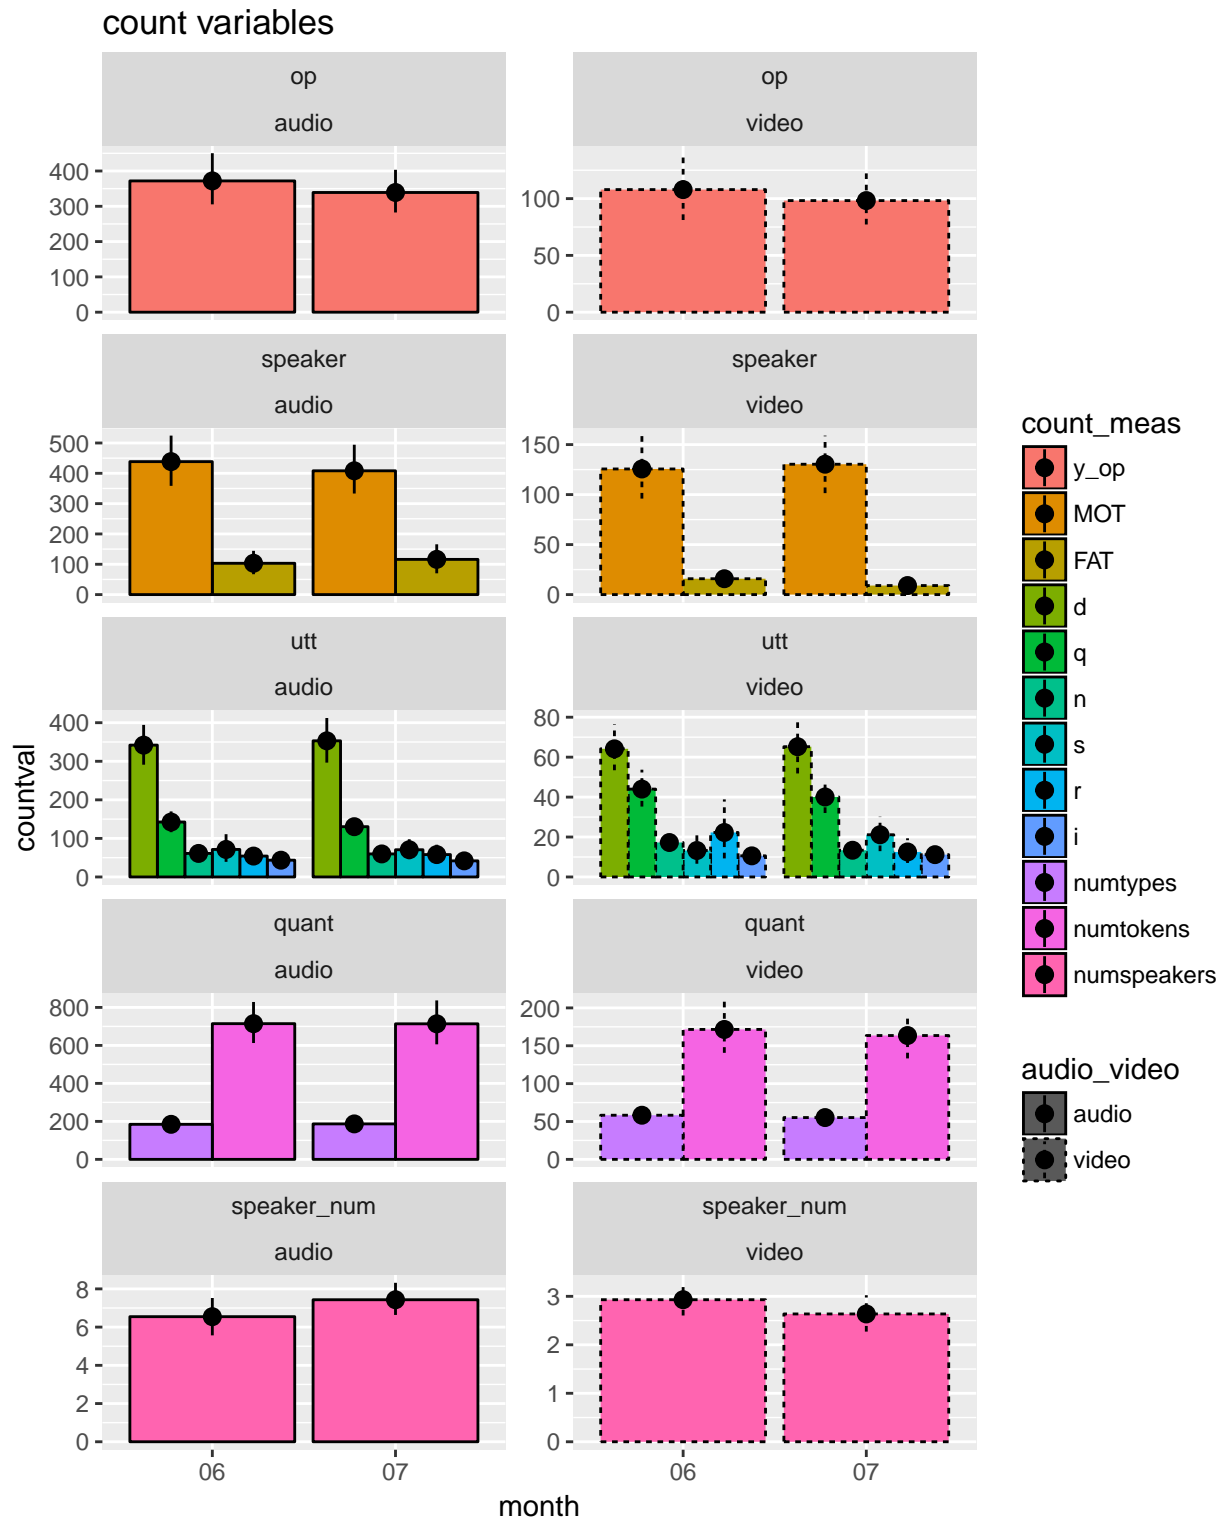 count variables
op
audio
op
video
400
300
200
100
0
100
50
0
speaker
audio
speaker
video
500
400
300
200
100
0
150
100
50
0
utt
audio
utt
video
400
300
200
100
0
80
60
40
20
0
quant
audio
quant
video
800
600
400
200
0
200
150
100
50
0
speaker_num
audio
speaker_num
video
8
6
4
2
0
3
2
1
0
06
07
06
07
month
countval
count_meas
y_op
MOT
FAT
d
q
n
s
r
i
numtypes
numtokens
numspeakers
audio_video
audio
video